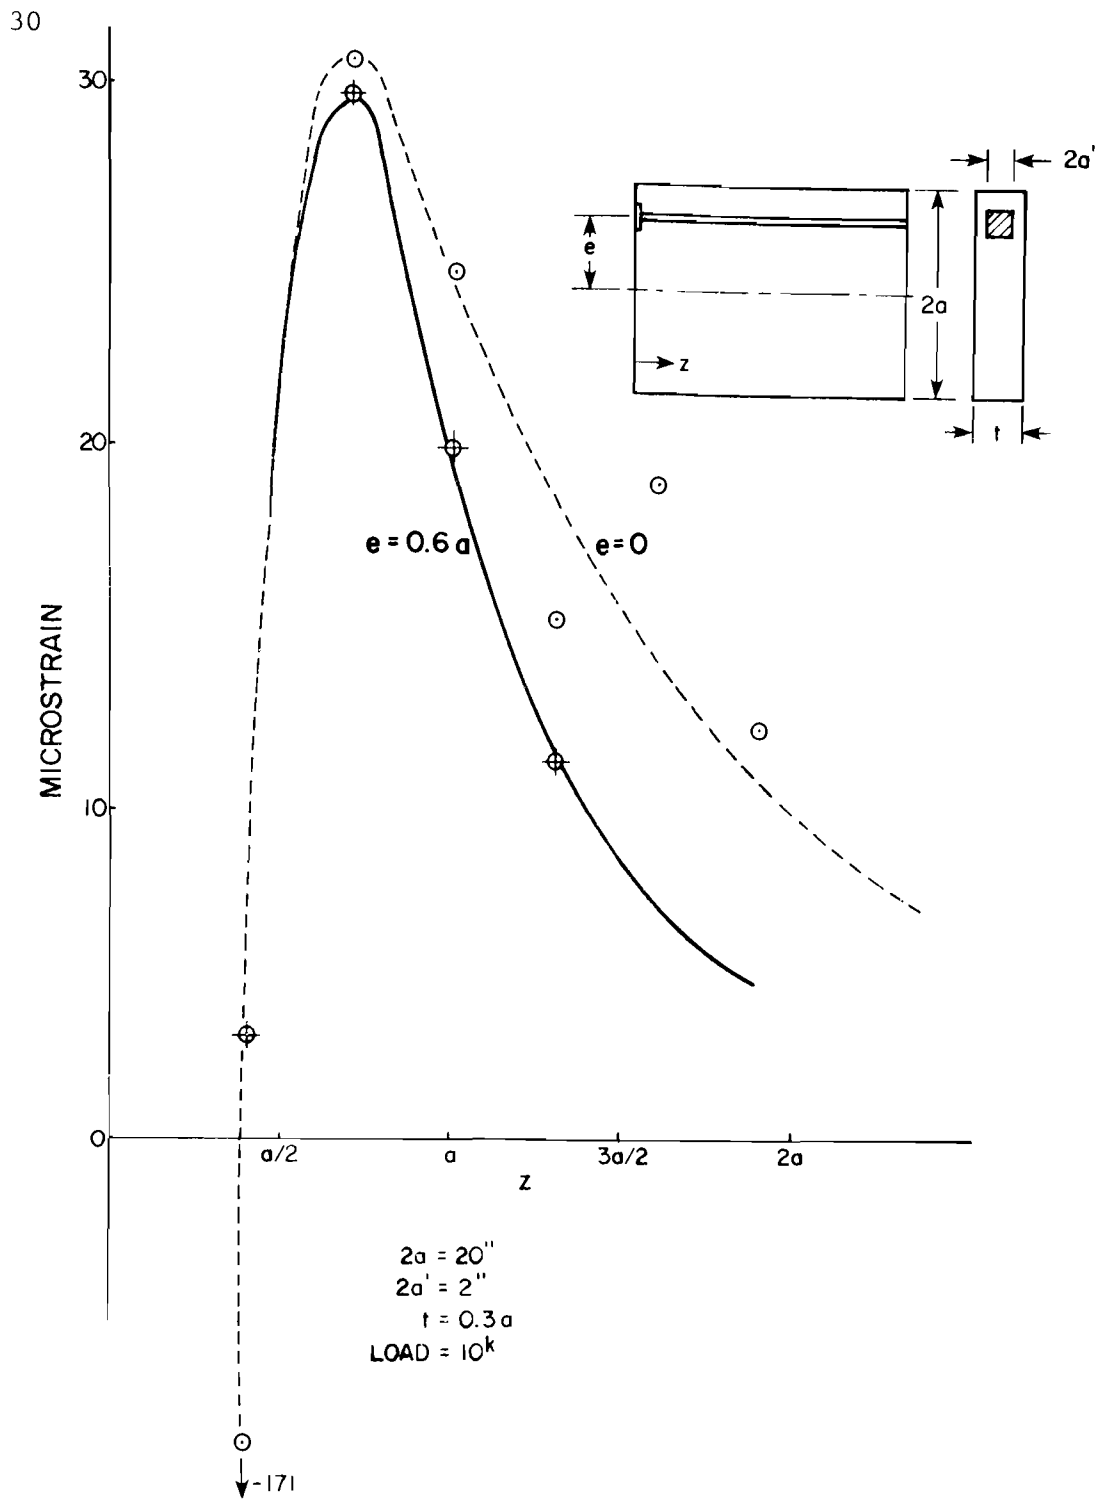 30
30
20
10
0
MICROSTRAIN
a/2
a
3a/2
2a
z
e = 0.6 a
e = 0
-171
2a'
e
2a
z
t
2a = 20"
2a' = 2"
t = 0.3 a
LOAD = 10k